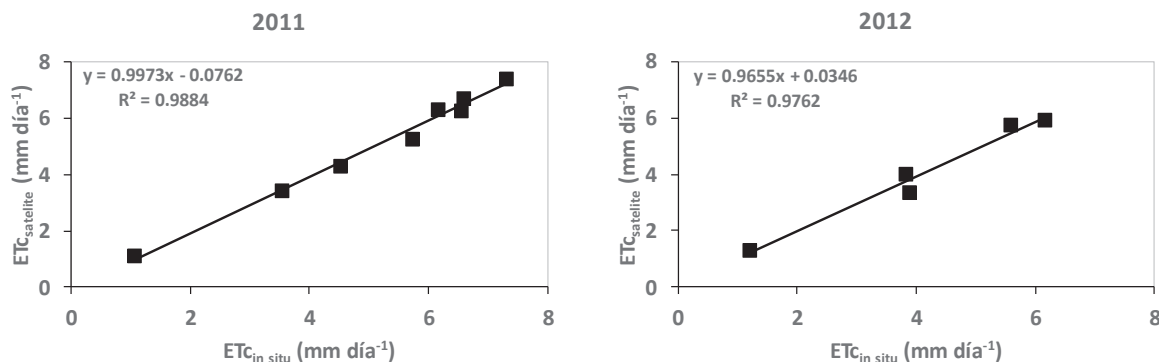 2011
y = 0.9973x - 0.0762
R² = 0.9884
8
6
4
2
0
0 2 4 6 8
ETc_satelite (mm día⁻¹)
ETc_in situ (mm día⁻¹)
2012
y = 0.9655x + 0.0346
R² = 0.9762
8
6
4
2
0
0 2 4 6 8
ETc_satelite (mm día⁻¹)
ETc_in situ (mm día⁻¹)